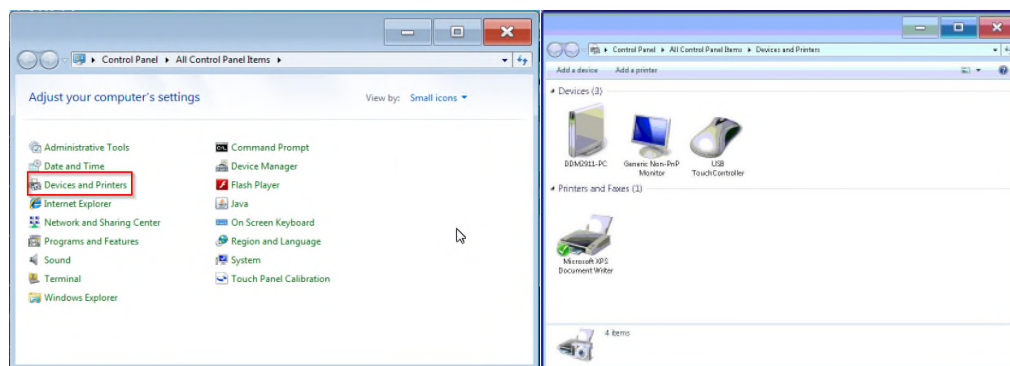 Control Panel ▸ All Control Panel Items ▸
Adjust your computer's settings
View by: Small icons
Administrative Tools
Command Prompt
Date and Time
Device Manager
Devices and Printers
Flash Player
Internet Explorer
Java
Network and Sharing Center
On Screen Keyboard
Programs and Features
Region and Language
Sound
System
Terminal
Touch Panel Calibration
Windows Explorer
Control Panel ▸ All Control Panel Items ▸ Devices and Printers
Add a device Add a printer
Devices (3)
DDM2911-PC
Generic Non-PnP
Monitor
USB
TouchController
Printers and Faxes (1)
Microsoft XPS
Document Writer
4 items